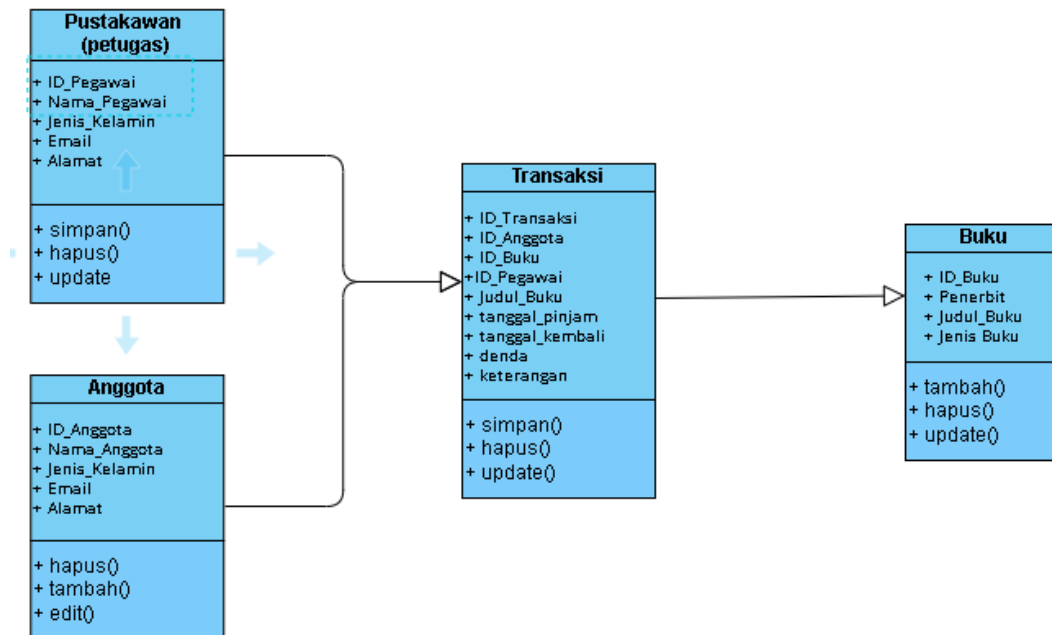 Pustakawan
(petugas)
+ ID_Pegawai
+ Nama_Pegawai
+ Jenis_Kelamin
+ Email
+ Alamat
+ simpan()
+ hapus()
+ update
Anggota
+ ID_Anggota
+ Nama_Anggota
+ Jenis_Kelamin
+ Email
+ Alamat
+ hapus()
+ tambah()
+ edit()
Transaksi
+ ID_Transaksi
+ ID_Anggota
+ ID_Buku
+ID_Pegawai
+ Judul_Buku
+ tanggal_pinjam
+ tanggal_kembali
+ denda
+ keterangan
+ simpan()
+ hapus()
+ update()
Buku
+ ID_Buku
+ Penerbit
+ Judul_Buku
+ Jenis Buku
+ tambah()
+ hapus()
+ update()